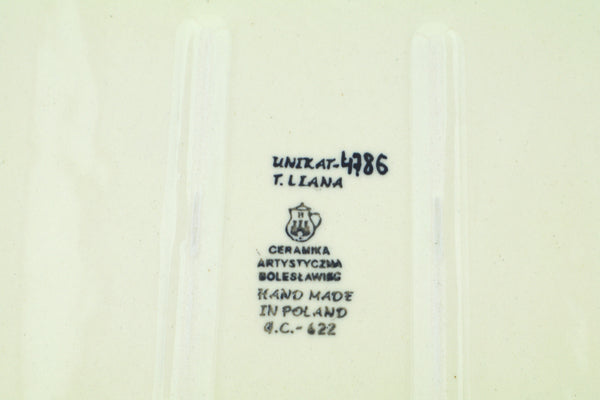 UNIKAT-4786
T. LIANA
CERAMIKA
ARTYSTYCZNA
BOLESŁAWIEC
HAND MADE
IN POLAND
C.C.-622